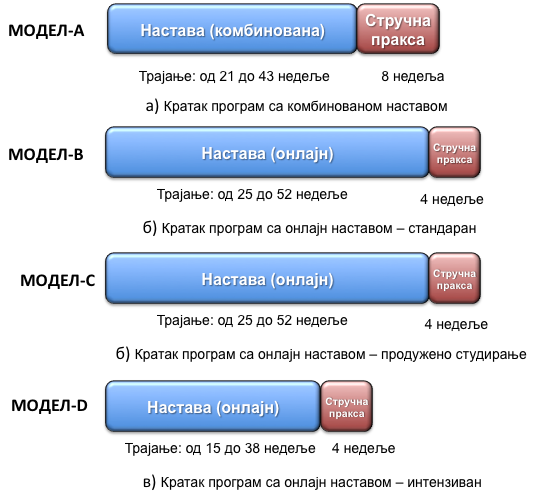 МОДЕЛ-А
Настава (комбинована)
Стручна
пракса
Трајање: од 21 до 43 недеље
8 недеља
а) Кратак програм са комбинованом наставом
МОДЕЛ-B
Настава (онлајн)
Стручна
пракса
Трајање: од 25 до 52 недеље
4 недеље
б) Кратак програм са онлајн наставом – стандаран
МОДЕЛ-C
Настава (онлајн)
Стручна
пракса
Трајање: од 25 до 52 недеље
4 недеље
б) Кратак програм са онлајн наставом – продужено студирање
МОДЕЛ-D
Настава (онлајн)
Стручна
пракса
Трајање: од 15 до 38 недеље
4 недеље
в) Кратак програм са онлајн наставом – интензиван